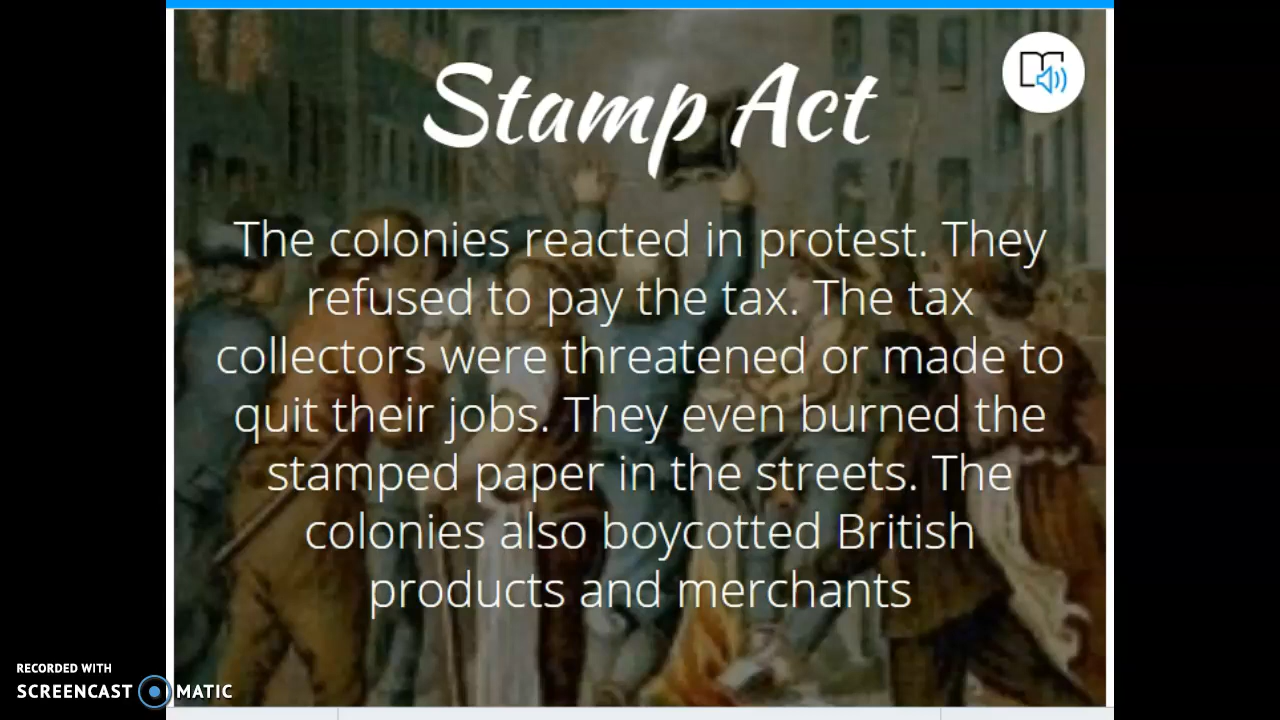 Stamp Act
The colonies reacted in protest. They
refused to pay the tax. The tax
collectors were threatened or made to
quit their jobs. They even burned the
stamped paper in the streets. The
colonies also boycotted British
products and merchants
RECORDED WITH
SCREENCAST MATIC